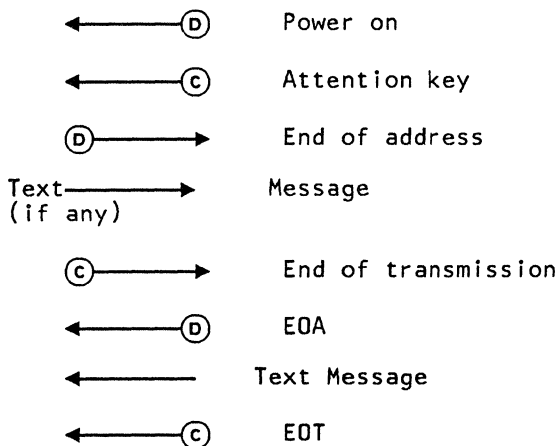 D Power on
C Attention key
D End of address
Text Message
(if any)
C End of transmission
D EOA
Text Message
C EOT